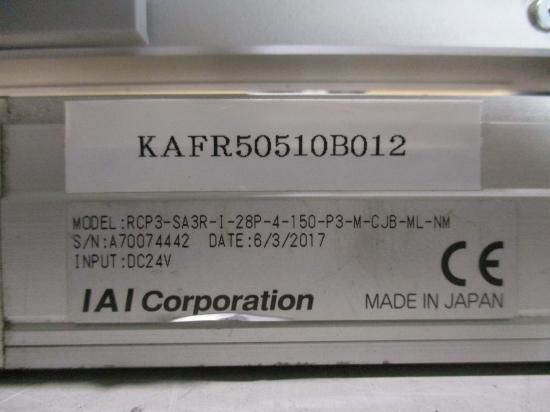 KAFR50510B012
MODEL:RCP3-SA3R-I-28P-4-150-P3-M-CJB-ML-NM
S/N:A70074442 DATE:6/3/2017
INPUT:DC24V
CE
IAI Corporation MADE IN JAPAN